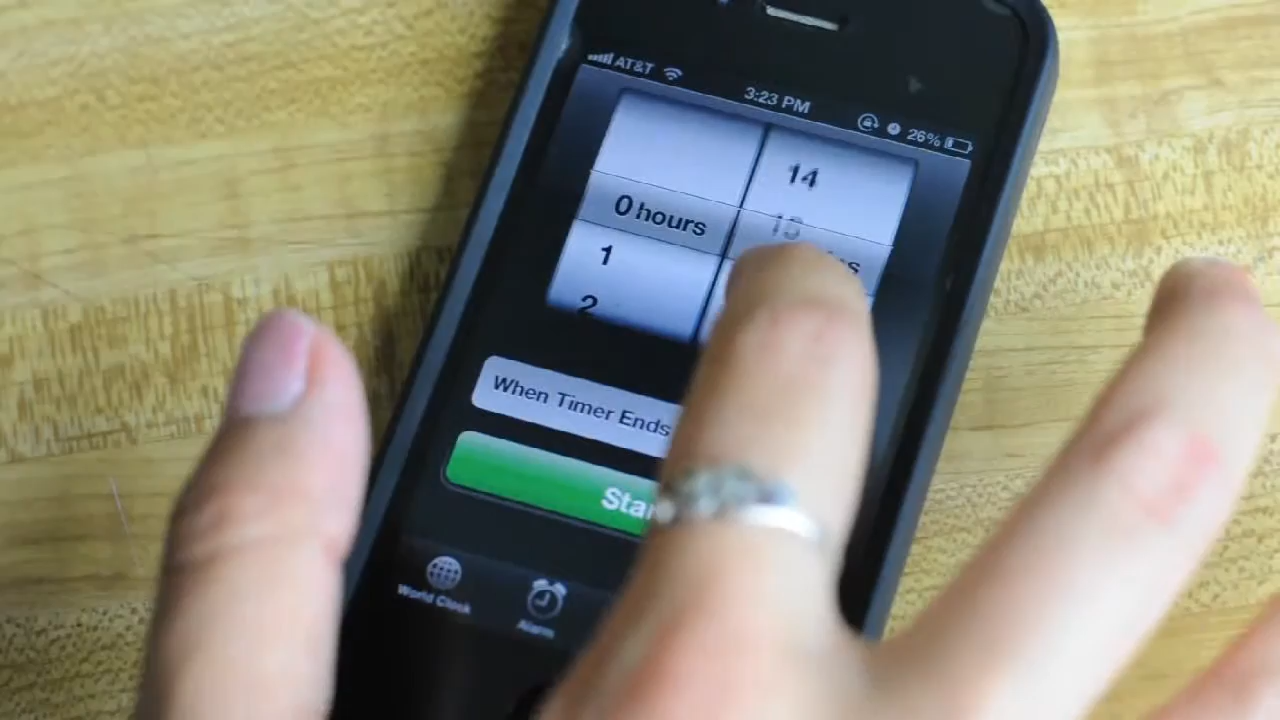 AT&T
3:23 PM
26%
14
0 hours
1
2
When Timer Ends
World Clock
Alarm